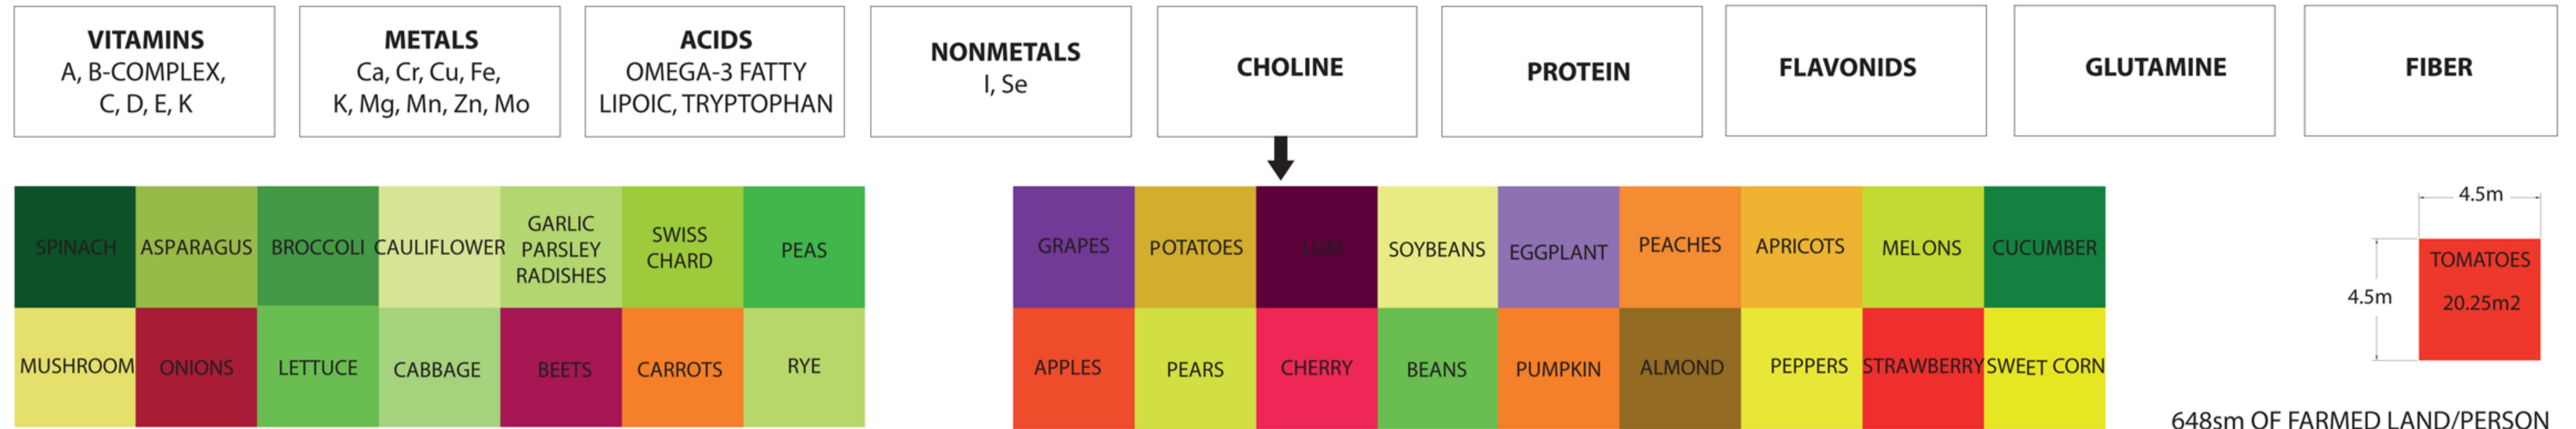 VITAMINS
A, B-COMPLEX,
C, D, E, K
METALS
Ca, Cr, Cu, Fe,
K, Mg, Mn, Zn, Mo
ACIDS
OMEGA-3 FATTY
LIPOIC, TRYPTOPHAN
NONMETALS
I, Se
CHOLINE
PROTEIN
FLAVONIDS
GLUTAMINE
FIBER
SPINACH
ASPARAGUS
BROCCOLI
CAULIFLOWER
GARLIC
PARSLEY
RADISHES
SWISS
CHARD
PEAS
MUSHROOM
ONIONS
LETTUCE
CABBAGE
BEETS
CARROTS
RYE
GRAPES
POTATOES
LUM
SOYBEANS
EGGPLANT
PEACHES
APRICOTS
MELONS
CUCUMBER
APPLES
PEARS
CHERRY
BEANS
PUMPKIN
ALMOND
PEPPERS
STRAWBERRY
SWEET CORN
4.5m
4.5m
TOMATOES
20.25m2
648sm OF FARMED LAND/PERSON